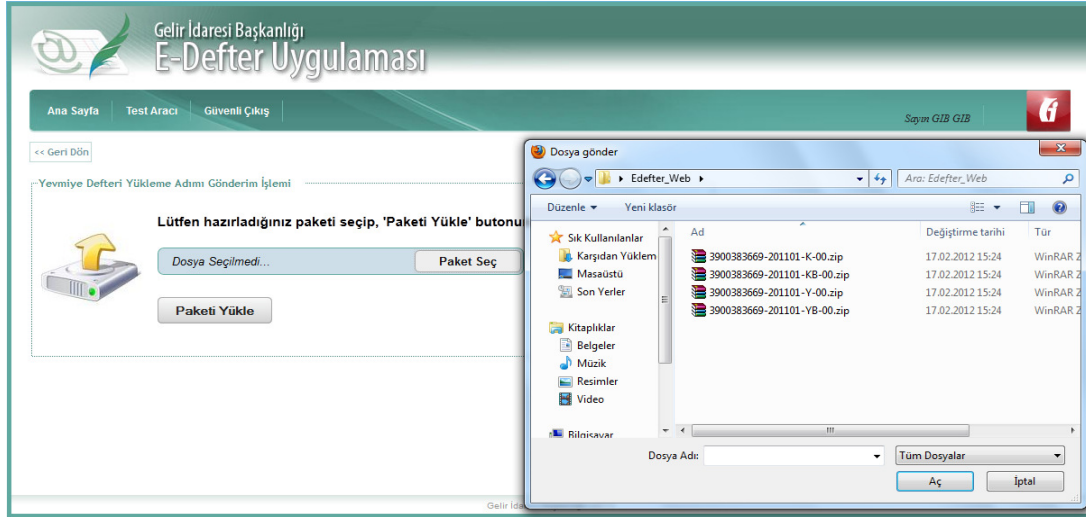 Gelir İdaresi Başkanlığı
E-Defter Uygulaması
Ana Sayfa Test Aracı Güvenli Çıkış
Sayın GIB GIB
<< Geri Dön
Yevmiye Defteri Yükleme Adımı Gönderim İşlemi
Lütfen hazırladığınız paketi seçip, 'Paketi Yükle' butonu
Dosya Seçilmedi...
Paket Seç
Paketi Yükle
Dosya gönder
Edefter_Web
Ara: Edefter_Web
Düzenle Yeni klasör
Sık Kullanılanlar
Karşıdan Yüklem
Masaüstü
Son Yerler
Kitaplıklar
Belgeler
Müzik
Resimler
Video
Bilgisayar
Ad Değiştirme tarihi Tür
3900383669-201101-K-00.zip 17.02.2012 15:24 WinRAR Z
3900383669-201101-KB-00.zip 17.02.2012 15:24 WinRAR Z
3900383669-201101-Y-00.zip 17.02.2012 15:24 WinRAR Z
3900383669-201101-YB-00.zip 17.02.2012 15:24 WinRAR Z
Dosya Adı:
Tüm Dosyalar
Aç İptal
Gelir